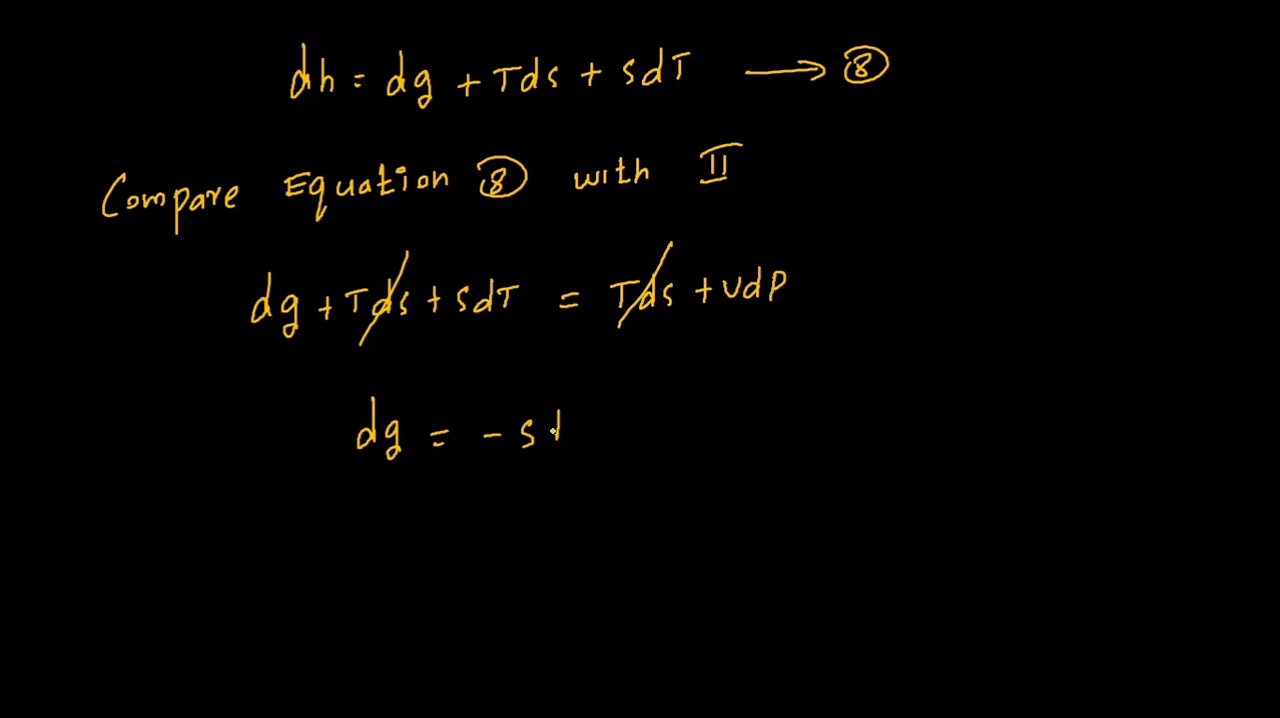 dh = dg + Tds + sdT ⟶ ⑧
Compare Equation ⑧ with II
dg + Tds + sdT = Tds + vdp
dg = - s